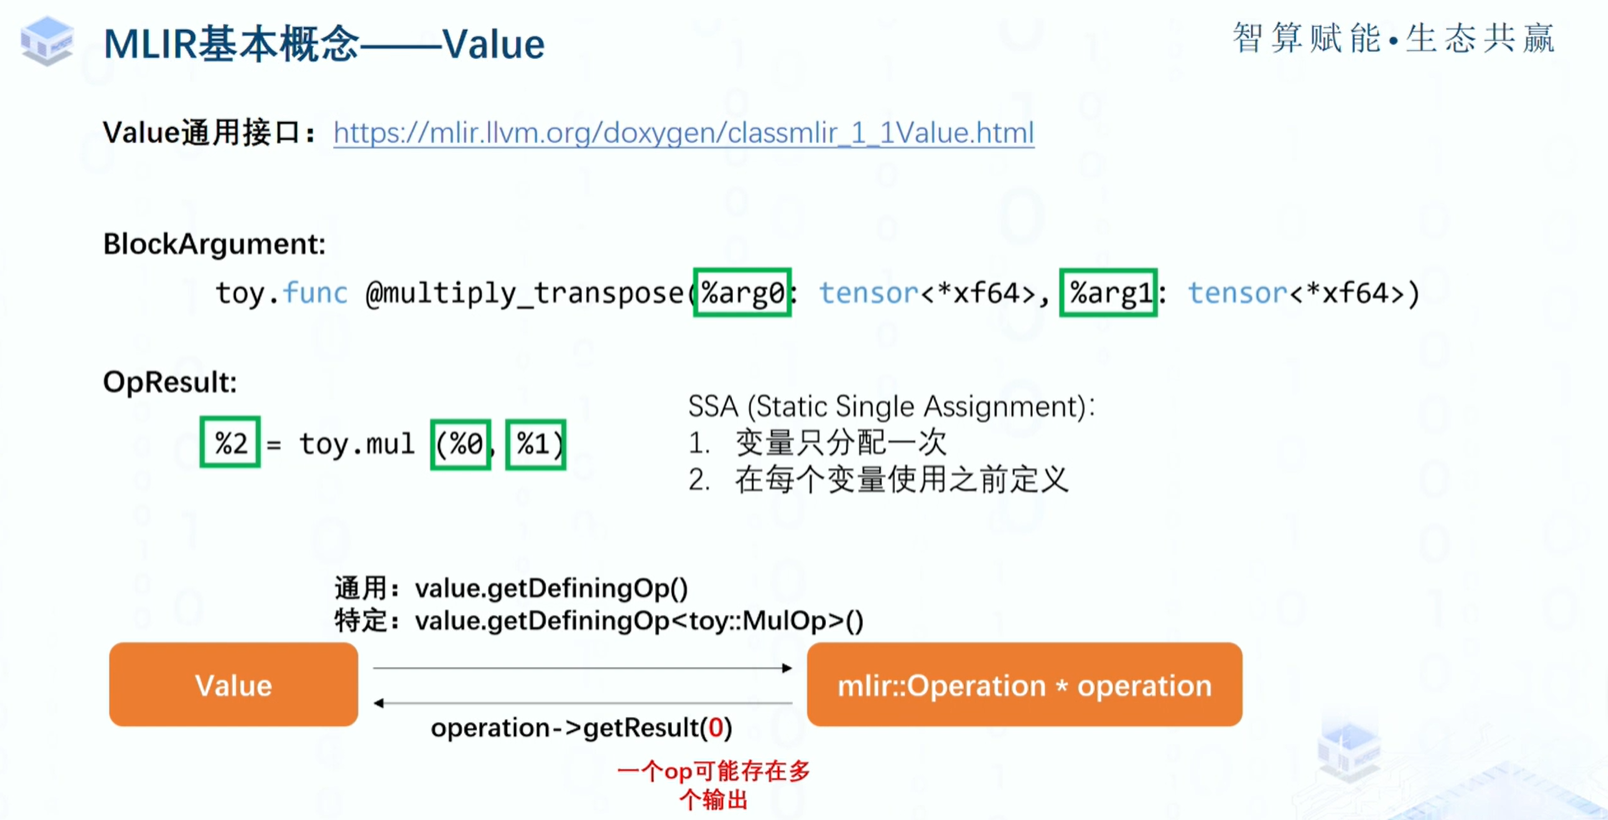 MLIR基本概念——Value
智算赋能•生态共赢
Value通用接口：https://mlir.llvm.org/doxygen/classmlir_1_1Value.html
BlockArgument:
toy.func @multiply_transpose(%arg0: tensor<*xf64>, %arg1: tensor<*xf64>)
OpResult:
%2 = toy.mul (%0, %1)
SSA (Static Single Assignment):
1. 变量只分配一次
2. 在每个变量使用之前定义
通用：value.getDefiningOp()
特定：value.getDefiningOp<toy::MulOp>()
Value
mlir::Operation * operation
operation->getResult(0)
一个op可能存在多
个输出